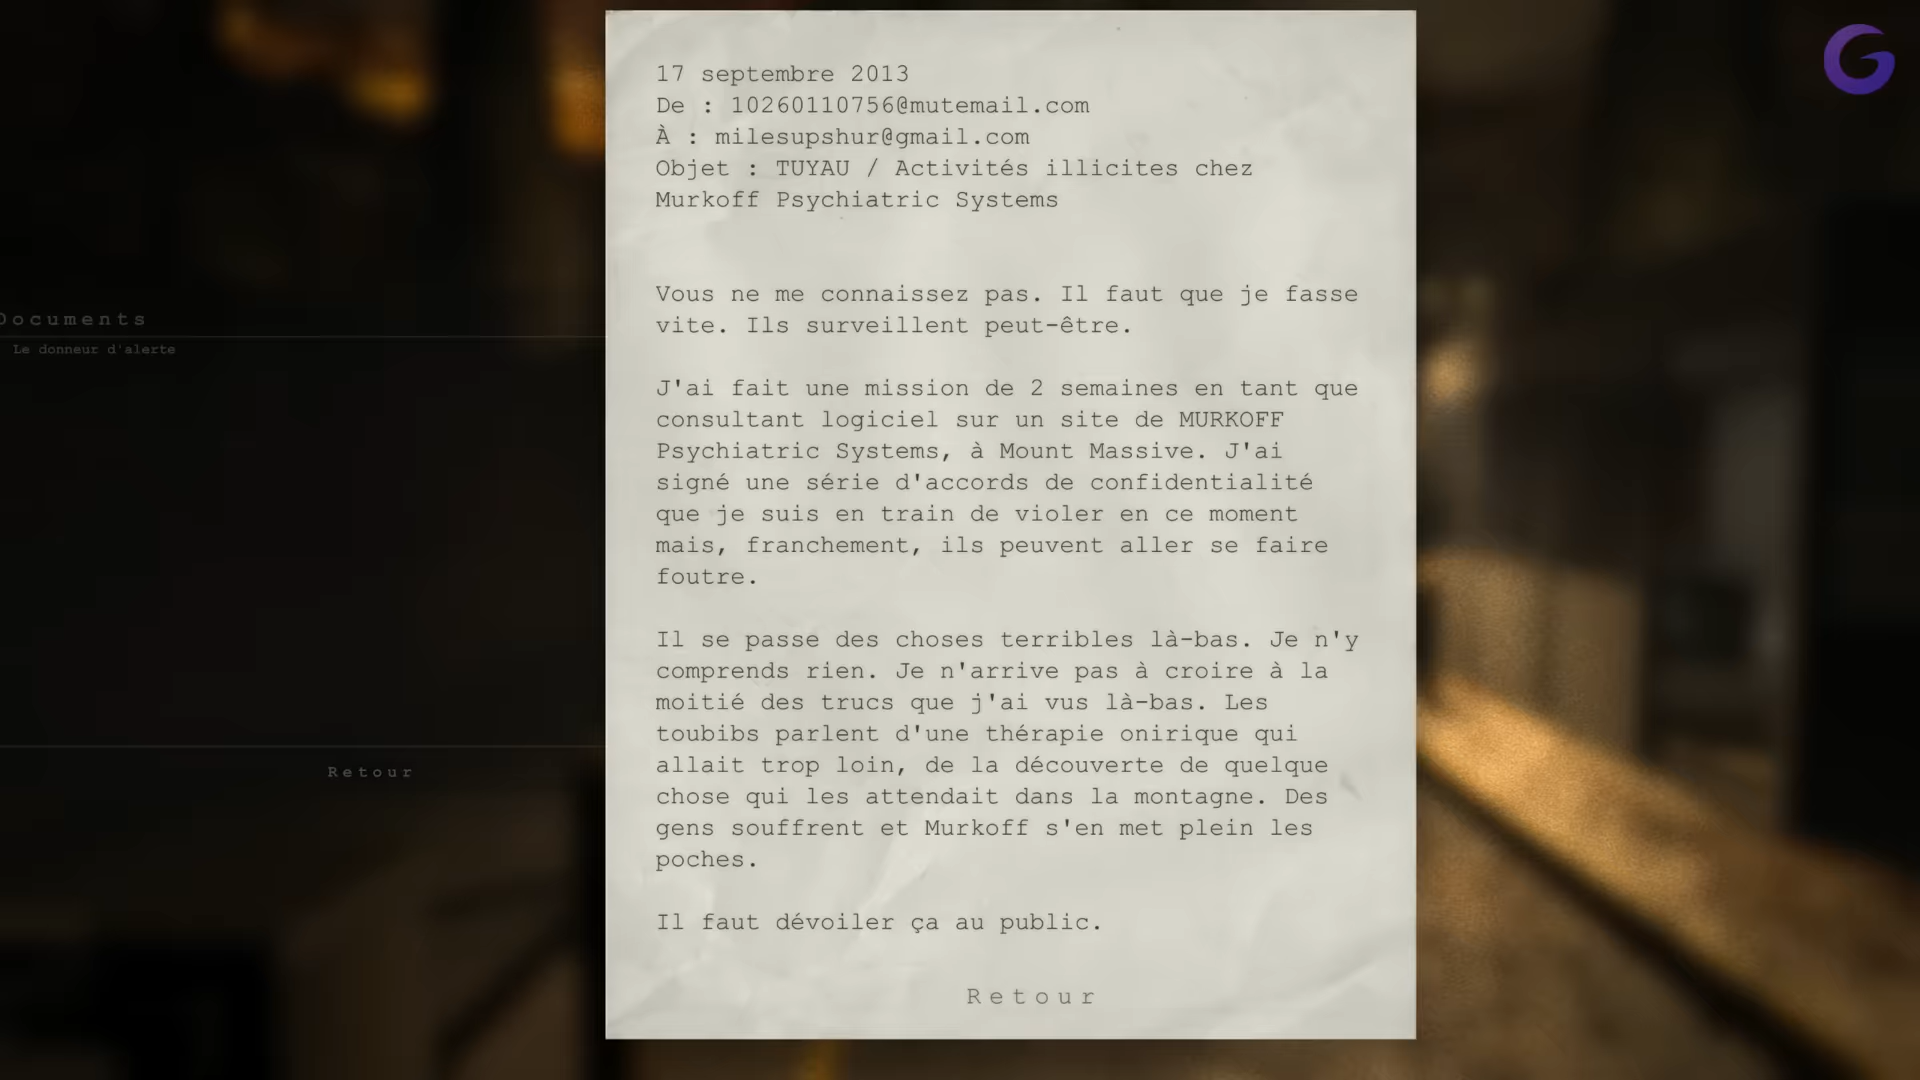 Documents
Le donneur d'alerte
Retour
17 septembre 2013
De : 10260110756@mutemail.com
À : milesupshur@gmail.com
Objet : TUYAU / Activités illicites chez
Murkoff Psychiatric Systems
Vous ne me connaissez pas. Il faut que je fasse
vite. Ils surveillent peut-être.
J'ai fait une mission de 2 semaines en tant que
consultant logiciel sur un site de MURKOFF
Psychiatric Systems, à Mount Massive. J'ai
signé une série d'accords de confidentialité
que je suis en train de violer en ce moment
mais, franchement, ils peuvent aller se faire
foutre.
Il se passe des choses terribles là-bas. Je n'y
comprends rien. Je n'arrive pas à croire à la
moitié des trucs que j'ai vus là-bas. Les
toubibs parlent d'une thérapie onirique qui
allait trop loin, de la découverte de quelque
chose qui les attendait dans la montagne. Des
gens souffrent et Murkoff s'en met plein les
poches.
Il faut dévoiler ça au public.
Retour